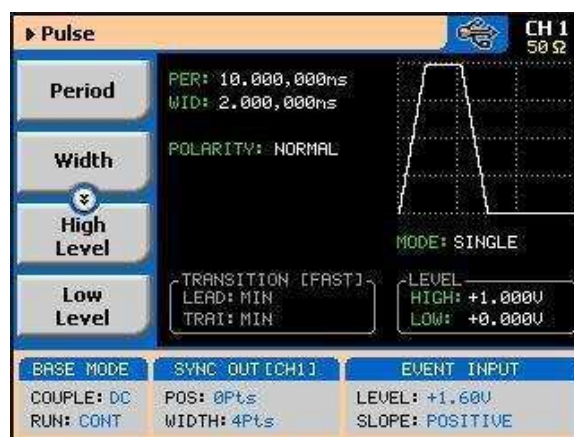 Pulse
CH 1
50 Ω
Period
Width
High
Level
Low
Level
PER: 10.000,000ns
WID: 2.000,000ns
POLARITY: NORMAL
MODE: SINGLE
TRANSITION [FAST]
LEAD: MIN
TRAI: MIN
LEVEL
HIGH: +1.000V
LOW: +0.000V
BASE MODE
COUPLE: DC
RUN: CONT
SYNC OUT [CH1]
POS: 0Pts
WIDTH: 4Pts
EVENT INPUT
LEVEL: +1.60V
SLOPE: POSITIVE